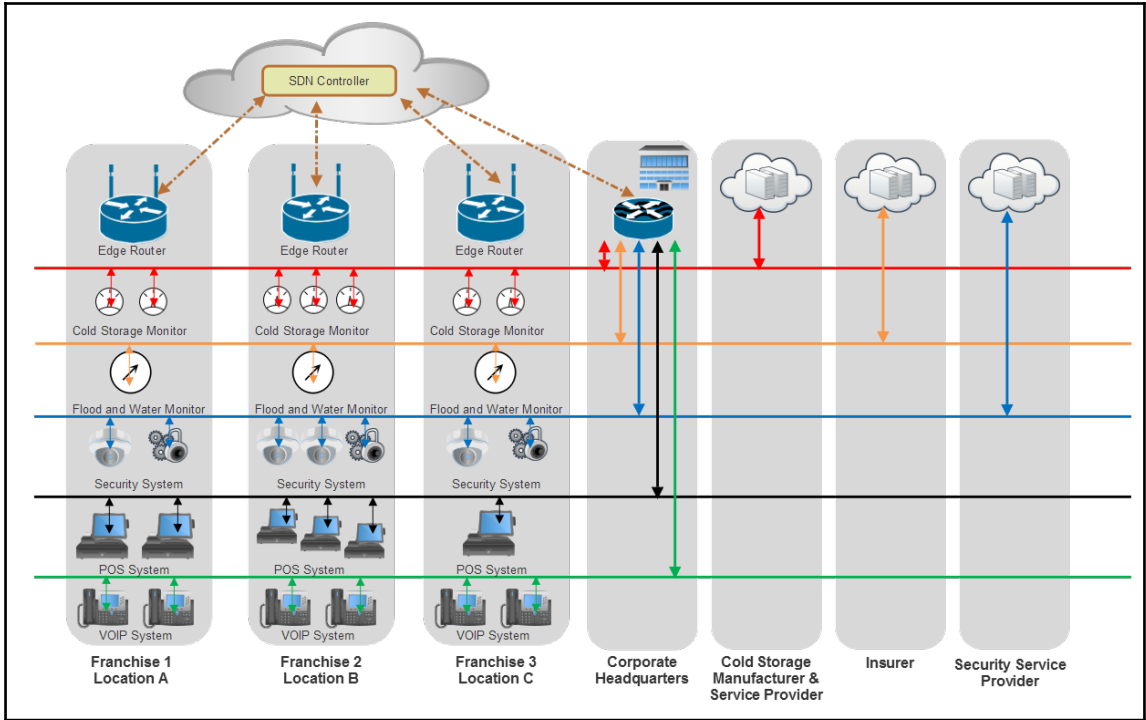 SDN Controller
Edge Router
Edge Router
Edge Router
Cold Storage Monitor
Cold Storage Monitor
Cold Storage Monitor
Flood and Water Monitor
Flood and Water Monitor
Flood and Water Monitor
Security System
Security System
Security System
POS System
POS System
POS System
VOIP System
VOIP System
VOIP System
Franchise 1
Location A
Franchise 2
Location B
Franchise 3
Location C
Corporate
Headquarters
Cold Storage
Manufacturer &
Service Provider
Insurer
Security Service
Provider